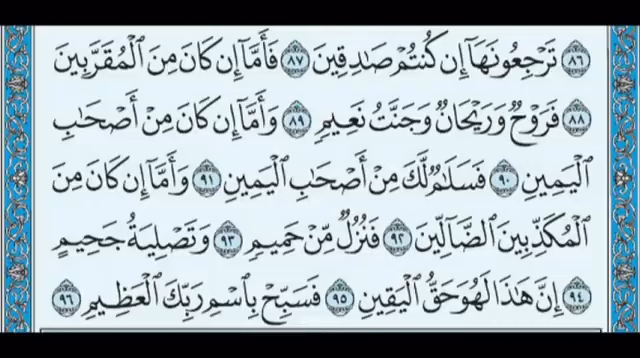 ٨٦ تَرْجِعُونَهَآ إِن كُنتُمْ صَٰدِقِينَ ٨٧ فَأَمَّآ إِن كَانَ مِنَ ٱلْمُقَرَّبِينَ
٨٨ فَرَوْحٌ وَرَيْحَانٌ وَجَنَّتُ نَعِيمٍ ٨٩ وَأَمَّآ إِن كَانَ مِنْ أَصْحَٰبِ
ٱلْيَمِينِ ٩٠ فَسَلَٰمٌ لَّكَ مِنْ أَصْحَٰبِ ٱلْيَمِينِ ٩١ وَأَمَّآ إِن كَانَ مِنَ
ٱلْمُكَذِّبِينَ ٱلضَّآلِّينَ ٩٢ فَنُزُلٌ مِّنْ حَمِيمٍ ٩٣ وَتَصْلِيَةُ جَحِيمٍ
٩٤ إِنَّ هَٰذَا لَهُوَ حَقُّ ٱلْيَقِينِ ٩٥ فَسَبِّحْ بِٱسْمِ رَبِّكَ ٱلْعَظِيمِ ٩٦